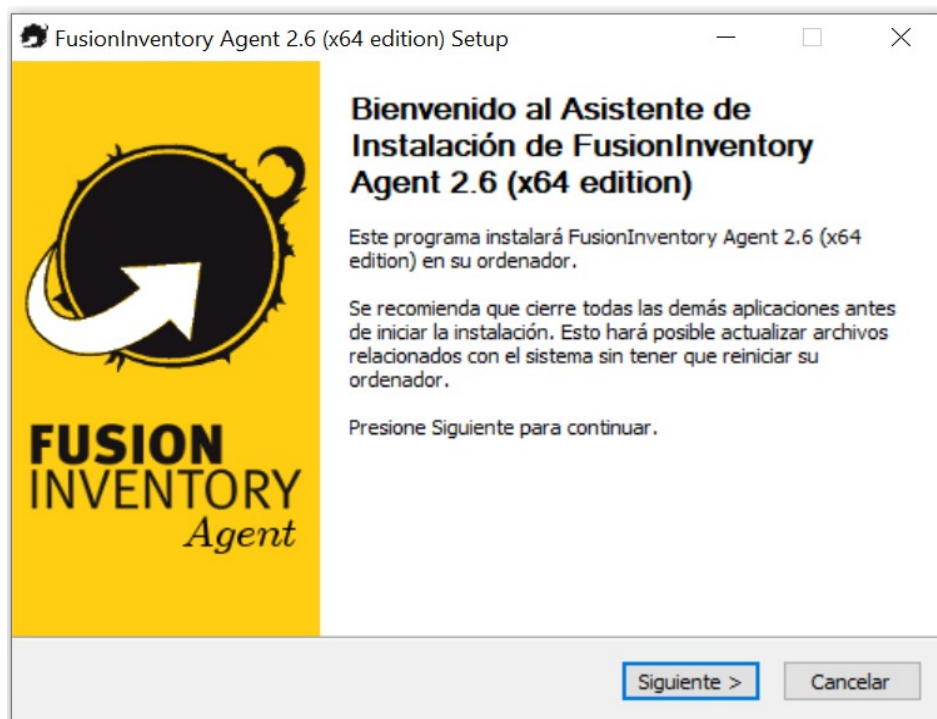 FusionInventory Agent 2.6 (x64 edition) Setup
Bienvenido al Asistente de
Instalación de FusionInventory
Agent 2.6 (x64 edition)
Este programa instalará FusionInventory Agent 2.6 (x64
edition) en su ordenador.
Se recomienda que cierre todas las demás aplicaciones antes
de iniciar la instalación. Esto hará posible actualizar archivos
relacionados con el sistema sin tener que reiniciar su
ordenador.
Presione Siguiente para continuar.
FUSION
INVENTORY
Agent
Siguiente >
Cancelar